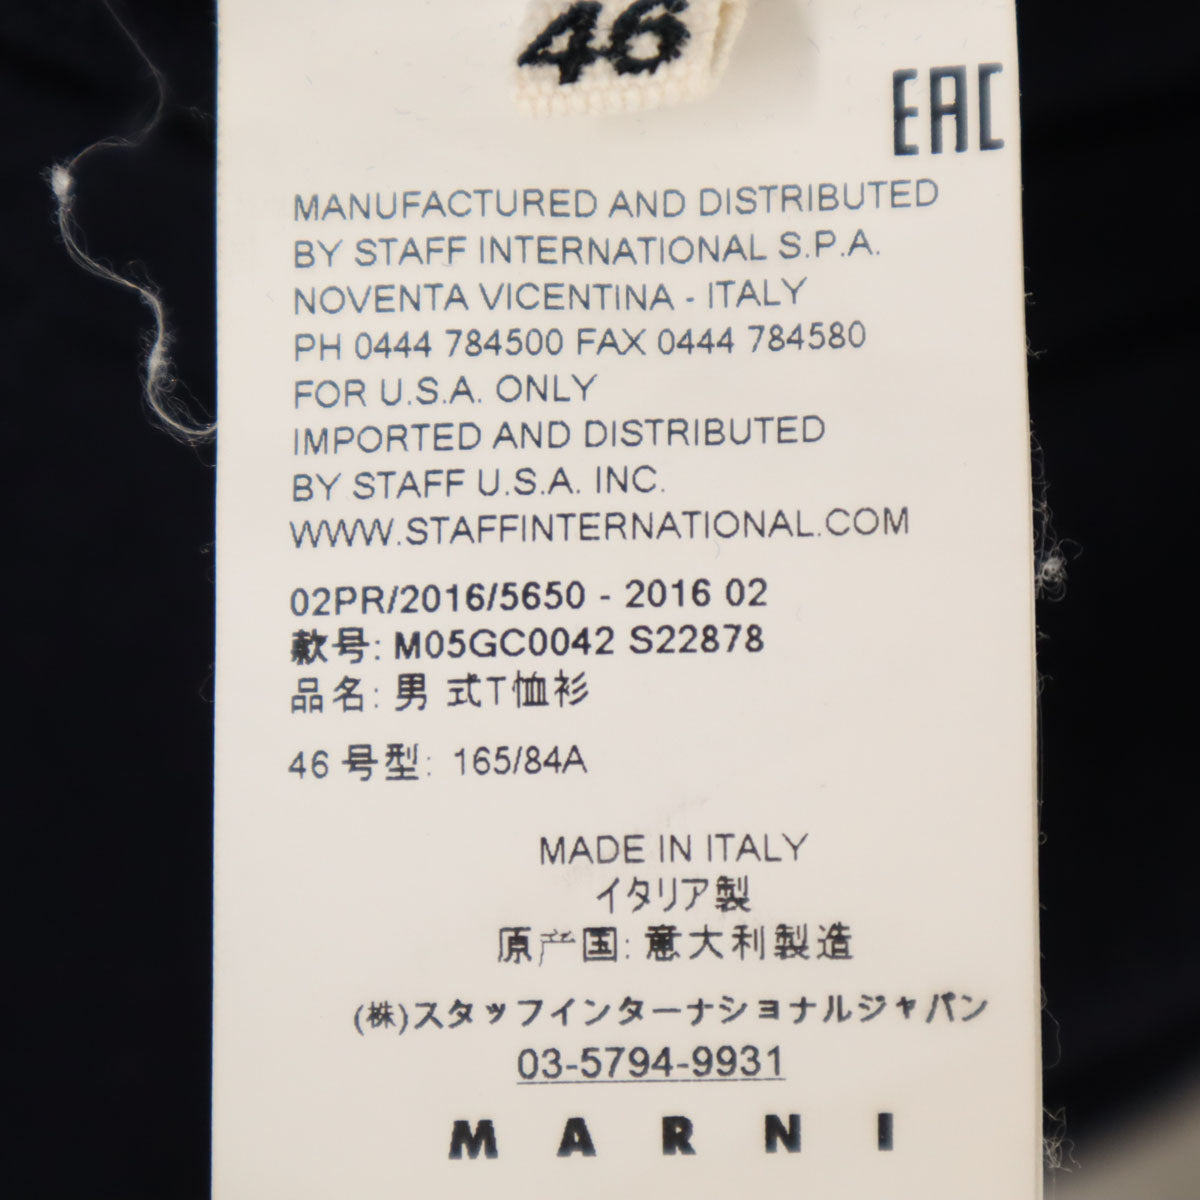 46
EAC
MANUFACTURED AND DISTRIBUTED
BY STAFF INTERNATIONAL S.P.A.
NOVENTA VICENTINA - ITALY
PH 0444 784500 FAX 0444 784580
FOR U.S.A. ONLY
IMPORTED AND DISTRIBUTED
BY STAFF U.S.A. INC.
WWW.STAFFINTERNATIONAL.COM
02PR/2016/5650 - 2016 02
款号: M05GC0042 S22878
品名: 男 式T恤衫
46 号型: 165/84A
MADE IN ITALY
イタリア製
原产国: 意大利製造
(株)スタッフインターナショナルジャパン
03-5794-9931
MARNI